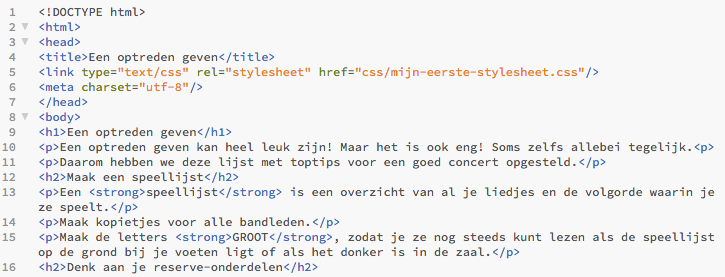 1 <!DOCTYPE html>
2 <html>
3 <head>
4 <title>Een optreden geven</title>
5 <link type="text/css" rel="stylesheet" href="css/mijn-eerste-stylesheet.css"/>
6 <meta charset="utf-8"/>
7 </head>
8 <body>
9 <h1>Een optreden geven</h1>
10 <p>Een optreden geven kan heel leuk zijn! Maar het is ook eng! Soms zelfs allebei tegelijk.<p>
11 <p>Daarom hebben we deze lijst met toptips voor een goed concert opgesteld.</p>
12 <h2>Maak een speellijst</h2>
13 <p>Een <strong>speellijst</strong> is een overzicht van al je liedjes en de volgorde waarin je
ze speelt.</p>
14 <p>Maak kopietjes voor alle bandleden.</p>
15 <p>Maak de letters <strong>GROOT</strong>, zodat je ze nog steeds kunt lezen als de speellijst
op de grond bij je voeten ligt of als het donker is in de zaal.</p>
16 <h2>Denk aan je reserve-onderdelen</h2>